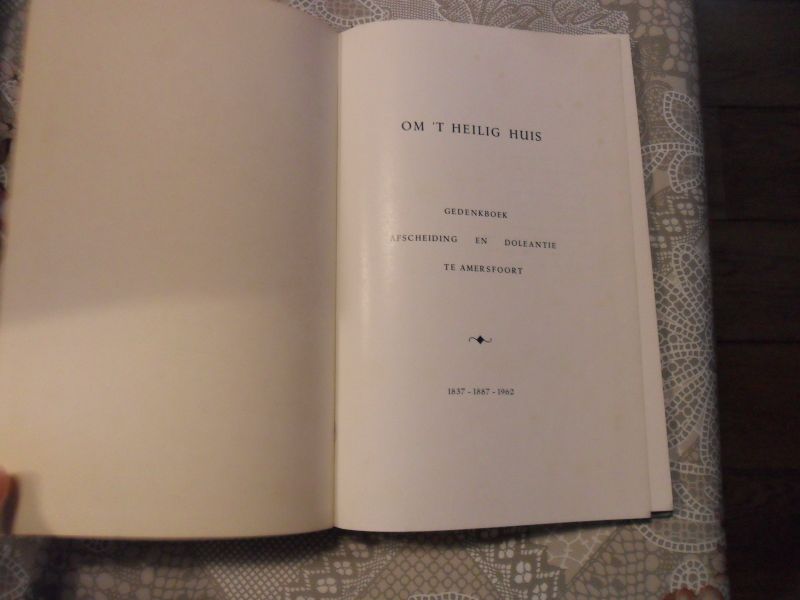 OM 'T HEILIG HUIS
GEDENKBOEK
AFSCHEIDING EN DOLEANTIE
TE AMERSFOORT
1837 - 1887 - 1962